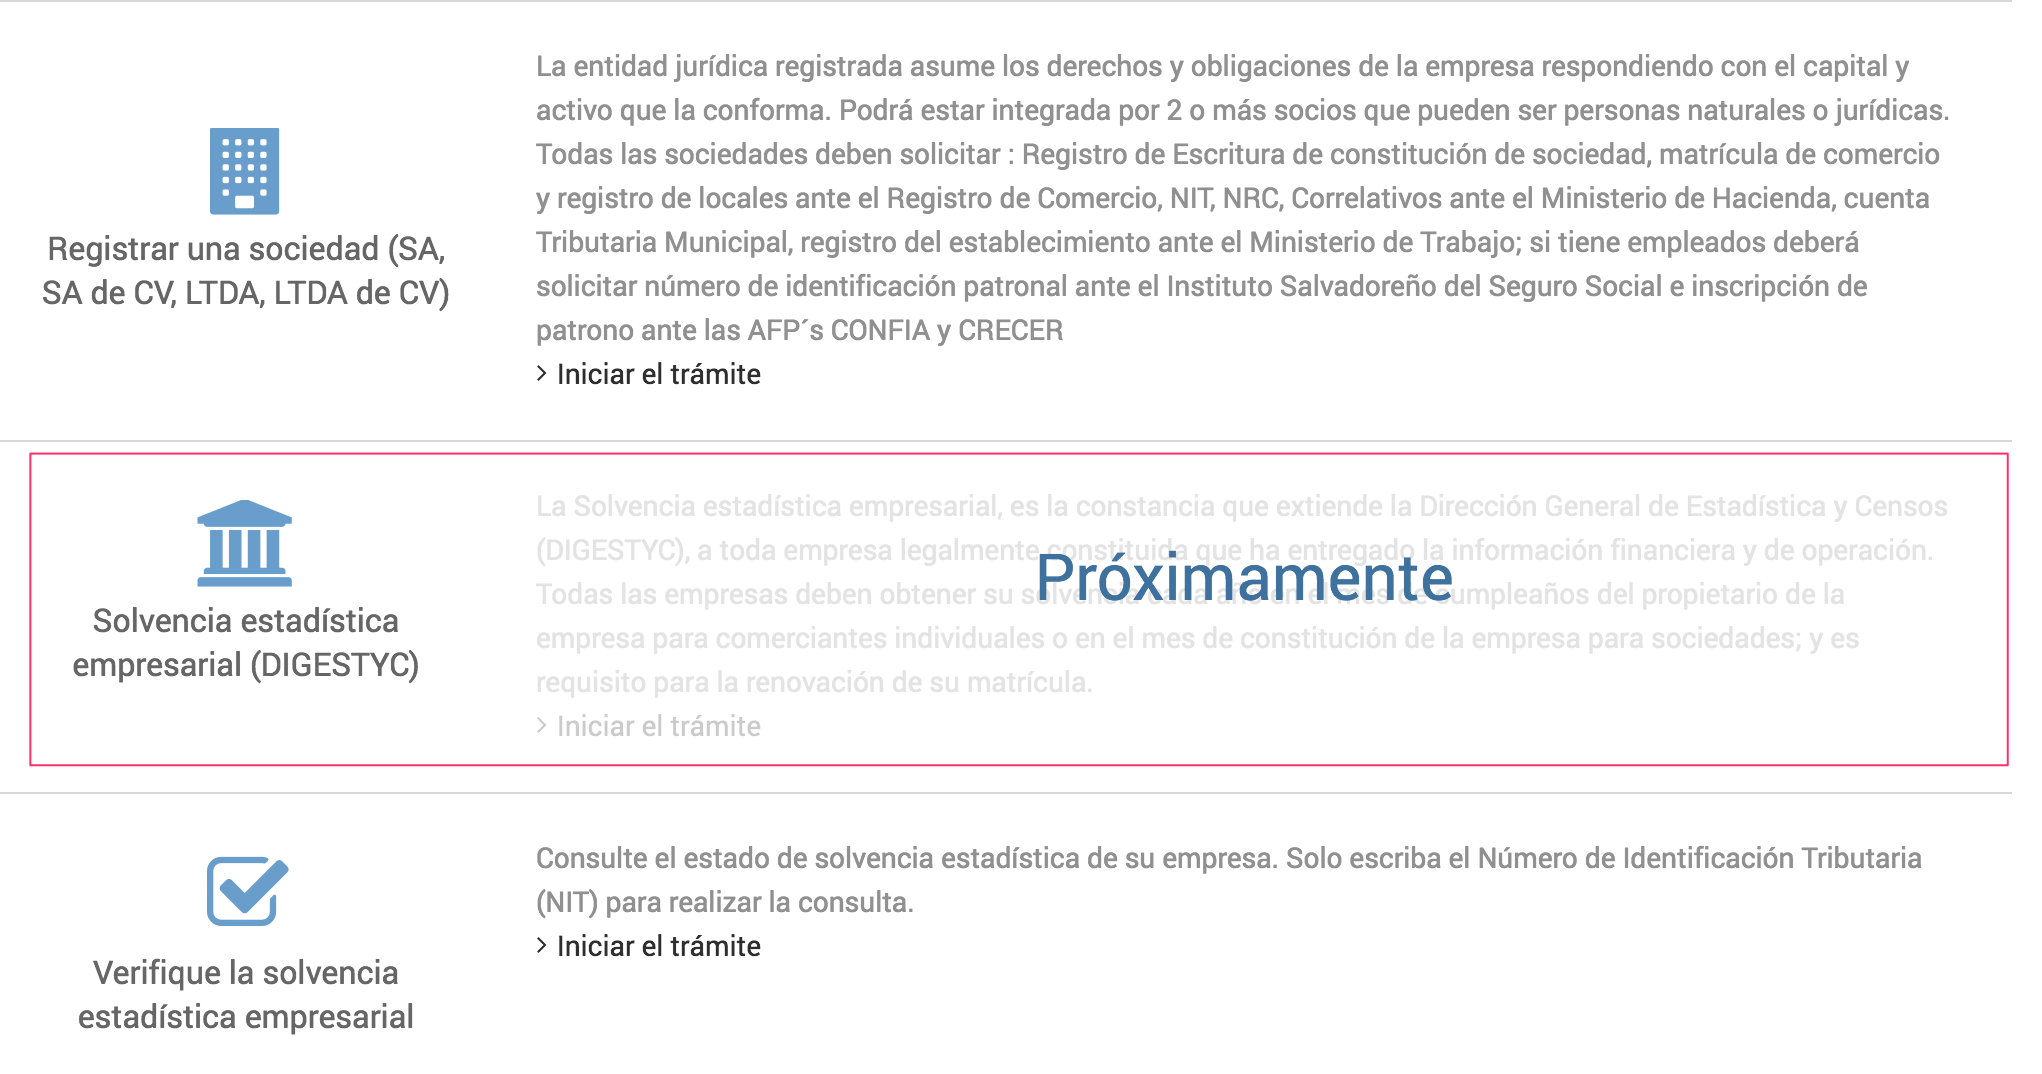 La entidad jurídica registrada asume los derechos y obligaciones de la empresa respondiendo con el capital y
activo que la conforma. Podrá estar integrada por 2 o más socios que pueden ser personas naturales o jurídicas.
Todas las sociedades deben solicitar : Registro de Escritura de constitución de sociedad, matrícula de comercio
y registro de locales ante el Registro de Comercio, NIT, NRC, Correlativos ante el Ministerio de Hacienda, cuenta
Tributaria Municipal, registro del establecimiento ante el Ministerio de Trabajo; si tiene empleados deberá
solicitar número de identificación patronal ante el Instituto Salvadoreño del Seguro Social e inscripción de
patrono ante las AFP´s CONFIA y CRECER
> Iniciar el trámite
Registrar una sociedad (SA,
SA de CV, LTDA, LTDA de CV)
La Solvencia estadística empresarial, es la constancia que extiende la Dirección General de Estadística y Censos
(DIGESTYC), a toda empresa legalmente constituida que ha entregado la información financiera y de operación.
Todas las empresas deben obtener su solvencia cada año en el mes de cumpleaños del propietario de la
empresa para comerciantes individuales o en el mes de constitución de la empresa para sociedades; y es
requisito para la renovación de su matrícula.
> Iniciar el trámite
Próximamente
Solvencia estadística
empresarial (DIGESTYC)
Consulte el estado de solvencia estadística de su empresa. Solo escriba el Número de Identificación Tributaria
(NIT) para realizar la consulta.
> Iniciar el trámite
Verifique la solvencia
estadística empresarial